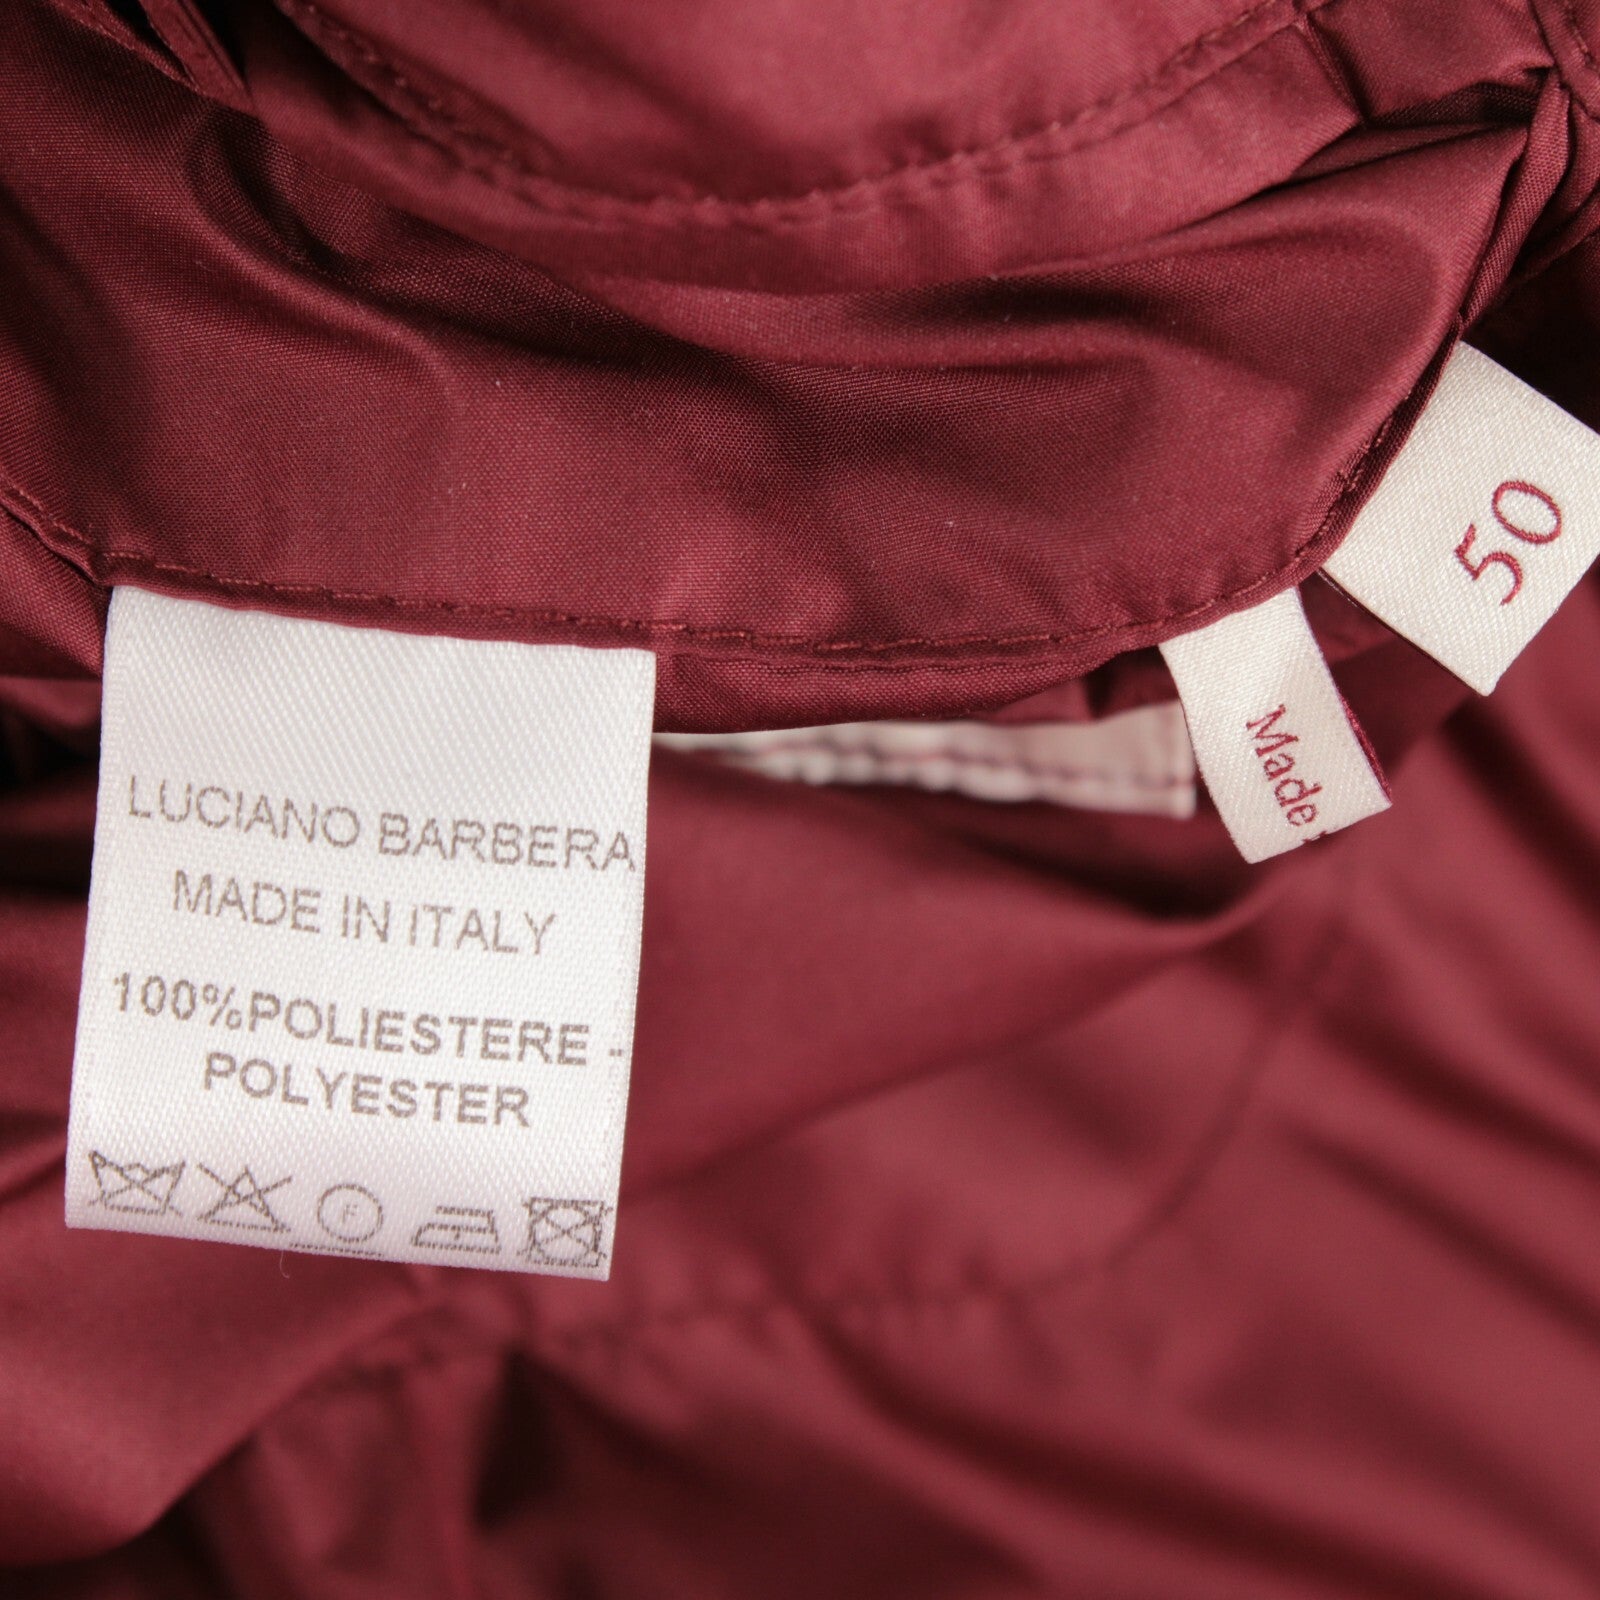 LUCIANO BARBERA
MADE IN ITALY
100%POLIESTERE -
POLYESTER
F
50
Made